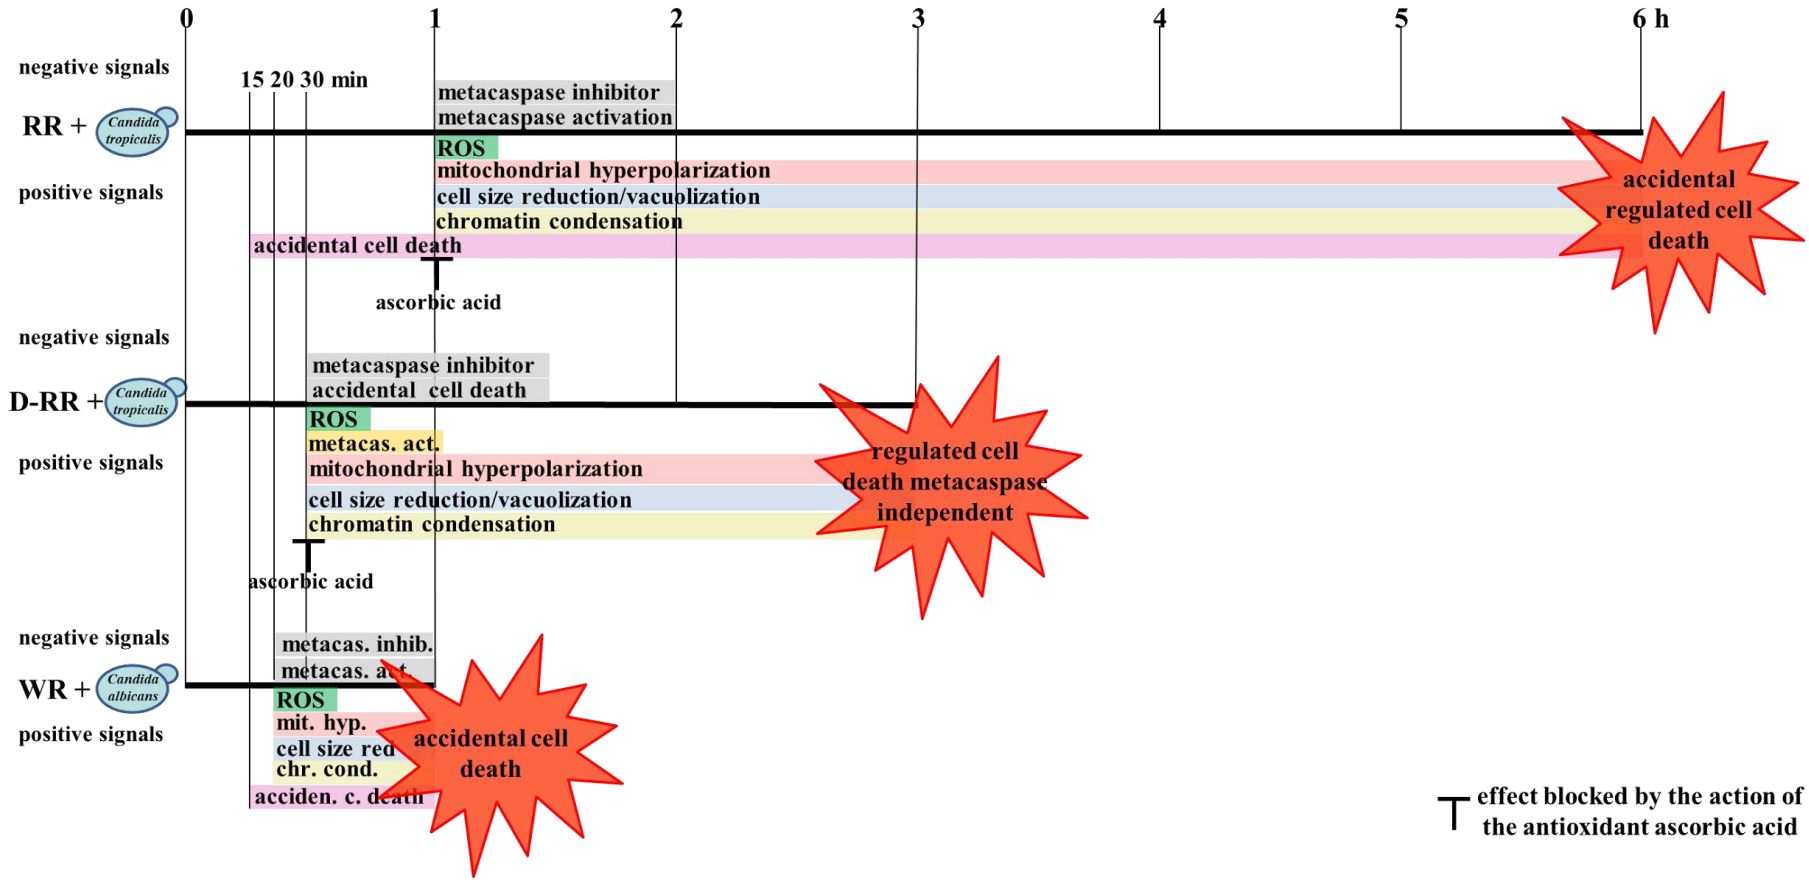 0 1 2 3 4 5 6 h
negative signals
15 20 30 min
metacaspase inhibitor
metacaspase activation
RR +
Candida
tropicalis
ROS
mitochondrial hyperpolarization
positive signals
cell size reduction/vacuolization
chromatin condensation
accidental cell death
accidental
regulated cell
death
ascorbic acid
negative signals
metacaspase inhibitor
accidental cell death
D-RR +
Candida
tropicalis
ROS
metacas. act.
positive signals
mitochondrial hyperpolarization
cell size reduction/vacuolization
chromatin condensation
regulated cell
death metacaspase
independent
ascorbic acid
negative signals
metacas. inhib.
metacas. act.
WR +
Candida
albicans
ROS
mit. hyp.
positive signals
cell size red
chr. cond.
acciden. c. death
accidental cell
death
effect blocked by the action of
the antioxidant ascorbic acid